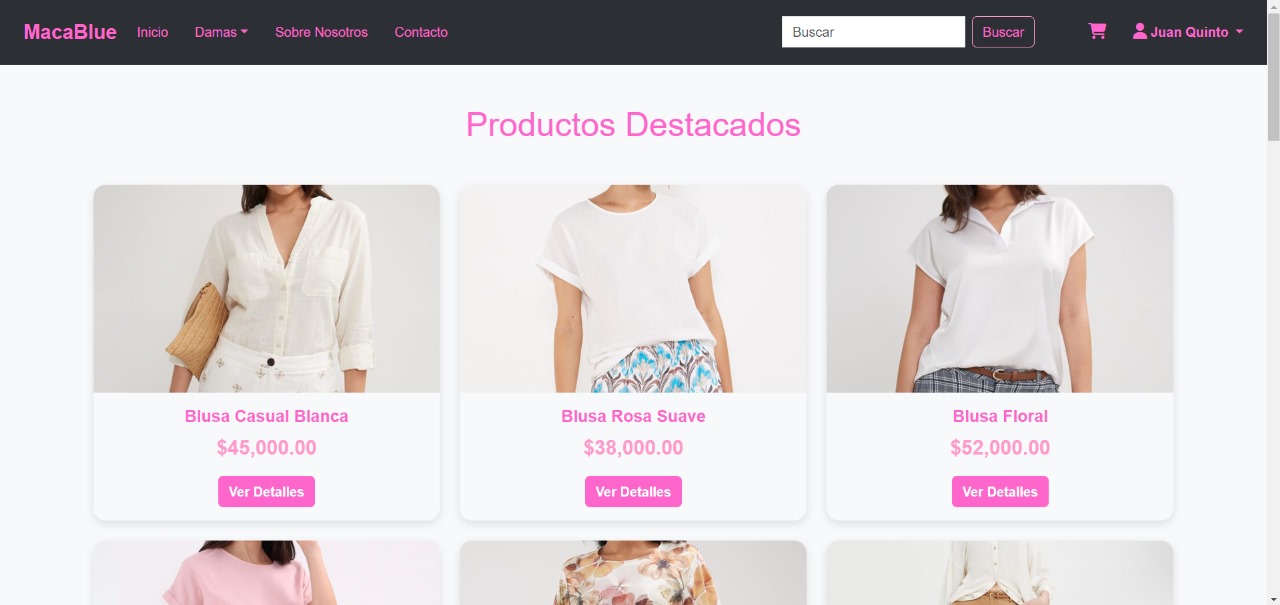 MacaBlue Inicio Damas Sobre Nosotros Contacto Buscar Buscar Juan Quinto
Productos Destacados
Blusa Casual Blanca
$45,000.00
Ver Detalles
Blusa Rosa Suave
$38,000.00
Ver Detalles
Blusa Floral
$52,000.00
Ver Detalles